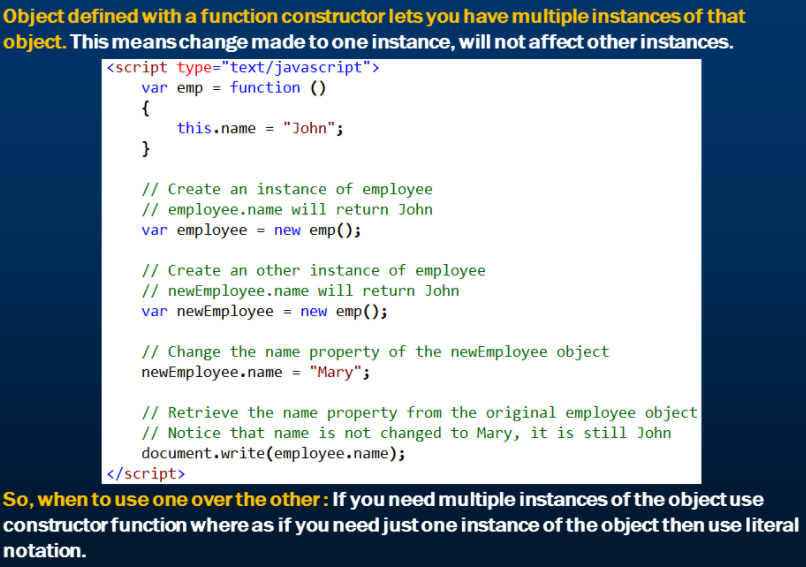 Object defined with a function constructor lets you have multiple instances of that
object. This means change made to one instance, will not affect other instances.
<script type="text/javascript">
    var emp = function ()
    {
        this.name = "John";
    }

    // Create an instance of employee
    // employee.name will return John
    var employee = new emp();

    // Create an other instance of employee
    // newEmployee.name will return John
    var newEmployee = new emp();

    // Change the name property of the newEmployee object
    newEmployee.name = "Mary";

    // Retrieve the name property from the original employee object
    // Notice that name is not changed to Mary, it is still John
    document.write(employee.name);
</script>
So, when to use one over the other : If you need multiple instances of the object use
constructor function where as if you need just one instance of the object then use literal
notation.